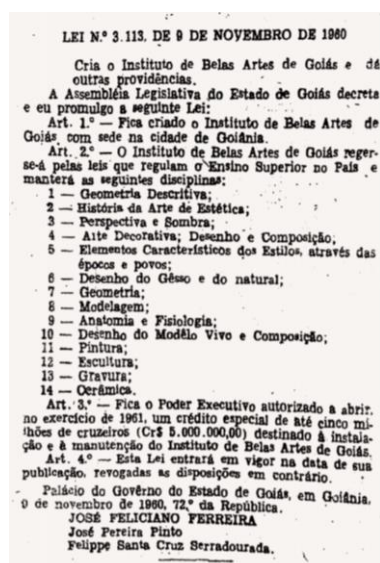 LEI N.º 3.113, DE 9 DE NOVEMBRO DE 1960
Cria o Instituto de Belas Artes de Goiás e dá
outras providências.
A Assembléia Legislativa do Estado de Goiás decreta
e eu promulgo a seguinte Lei:
Art. 1.º — Fica criado o Instituto de Belas Artes de
Goiás, com sede na cidade de Goiânia.
Art. 2.º — O Instituto de Belas Artes de Goiás reger-
se-á pelas leis que regulam o Ensino Superior no País e
manterá as seguintes disciplinas:
1 — Geometria Descritiva;
2 — História da Arte de Estética;
3 — Perspectiva e Sombra;
4 — Arte Decorativa; Desenho e Composição;
5 — Elementos Característicos dos Estilos, através das
épocas e povos;
6 — Desenho do Gêsso e do natural;
7 — Geometria;
8 — Modelagem;
9 — Anatomia e Fisiologia;
10 — Desenho do Modêlo Vivo e Composição;
11 — Pintura;
12 — Escultura;
13 — Gravura;
14 — Cerâmica.
Art. 3.º — Fica o Poder Executivo autorizado a abrir,
no exercício de 1961, um crédito especial de até cinco mi-
lhões de cruzeiros (Cr$ 5.000.000,00) destinado à instala-
ção e à manutenção do Instituto de Belas Artes de Goiás.
Art. 4.º — Esta Lei entrará em vigor na data de sua
publicação, revogadas as disposições em contrário.
Palácio do Govêrno do Estado de Goiás, em Goiânia,
9 de novembro de 1960, 72.º da República.
JOSÉ FELICIANO FERREIRA
José Pereira Pinto
Felippe Santa Cruz Serradourada.